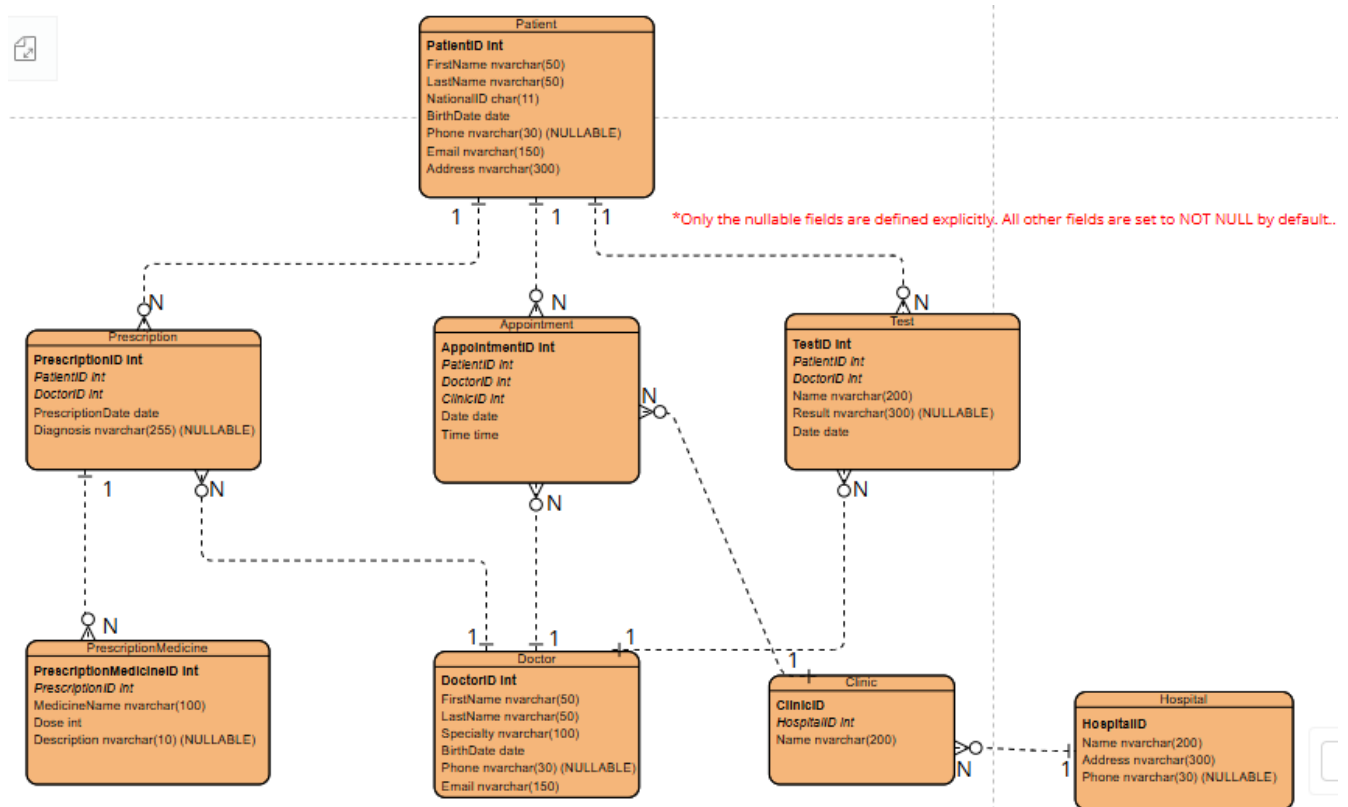 Patient
PatientID Int
FirstName nvarchar(50)
LastName nvarchar(50)
NationalID char(11)
BirthDate date
Phone nvarchar(30) (NULLABLE)
Email nvarchar(150)
Address nvarchar(300)
1
1
1
*Only the nullable fields are defined explicitly. All other fields are set to NOT NULL by default..
N
N
N
Prescription
PrescriptionID Int
PatientID Int
DoctorID Int
PrescriptionDate date
Diagnosis nvarchar(255) (NULLABLE)
1
N
Appointment
AppointmentID Int
PatientID Int
DoctorID Int
ClinicID Int
Date date
Time time
N
N
Test
TestID Int
PatientID Int
DoctorID Int
Name nvarchar(200)
Result nvarchar(300) (NULLABLE)
Date date
N
N
PrescriptionMedicine
PrescriptionMedicineID Int
PrescriptionID Int
MedicineName nvarchar(100)
Dose int
Description nvarchar(10) (NULLABLE)
1
1
1
Doctor
DoctorID Int
FirstName nvarchar(50)
LastName nvarchar(50)
Specialty nvarchar(100)
BirthDate date
Phone nvarchar(30) (NULLABLE)
Email nvarchar(150)
1
Clinic
ClinicID
HospitalID Int
Name nvarchar(200)
N
1
Hospital
HospitalID
Name nvarchar(200)
Address nvarchar(300)
Phone nvarchar(30) (NULLABLE)